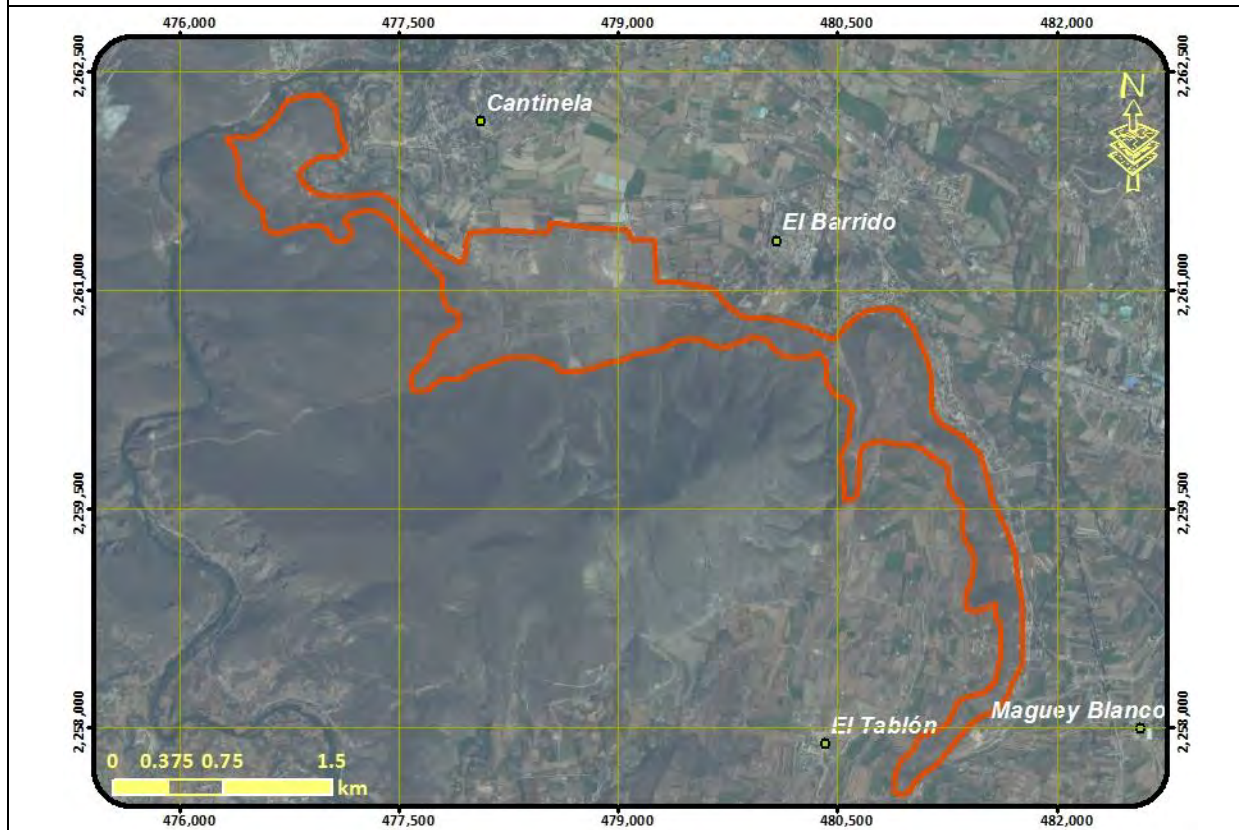 476,000 477,500 479,000 480,500 482,000
2,262,500 2,262,500
N
Cantinela
El Barrido
2,261,000 2,261,000
2,259,500 2,259,500
Maguey Blanco
2,258,000 2,258,000
El Tablón
0 0.375 0.75 1.5
km
476,000 477,500 479,000 480,500 482,000